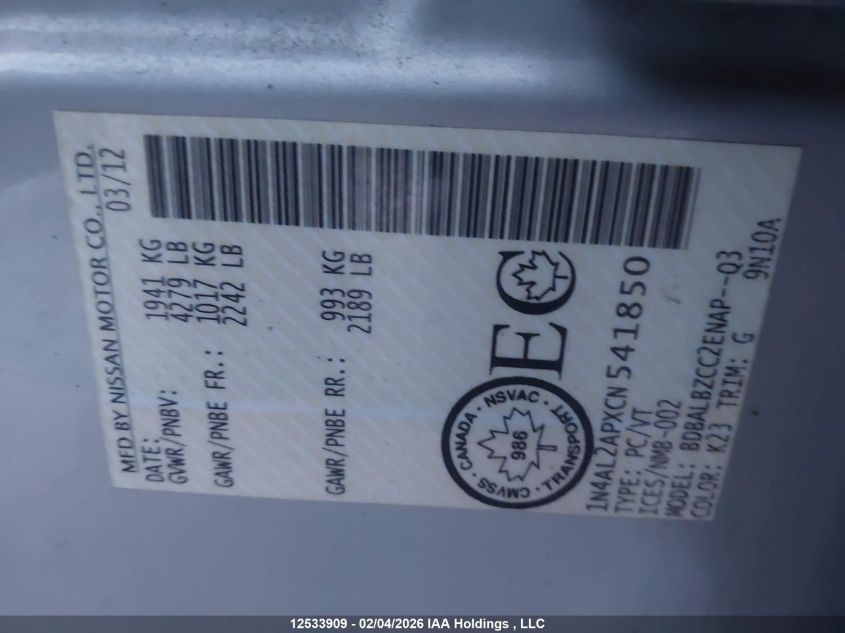 MFD BY NISSAN MOTOR CO., LTD.
DATE: 03/12
GVWR/PNBV: 1941 KG
4279 LB
GAWR/PNBE FR.: 1017 KG
2242 LB
GAWR/PNBE RR.: 993 KG
2189 LB
EC
CANADA · NSVAC · TRANSPORT · CMVSS ·
986
1N4AL2APXCN541850
TYPE: PC/VT
ICES/NMB-002
MODEL: BDBALBZCC2ENAP--Q3
COLOR: K23 TRIM: G 9N10A
12533909 - 02/04/2026 IAA Holdings , LLC